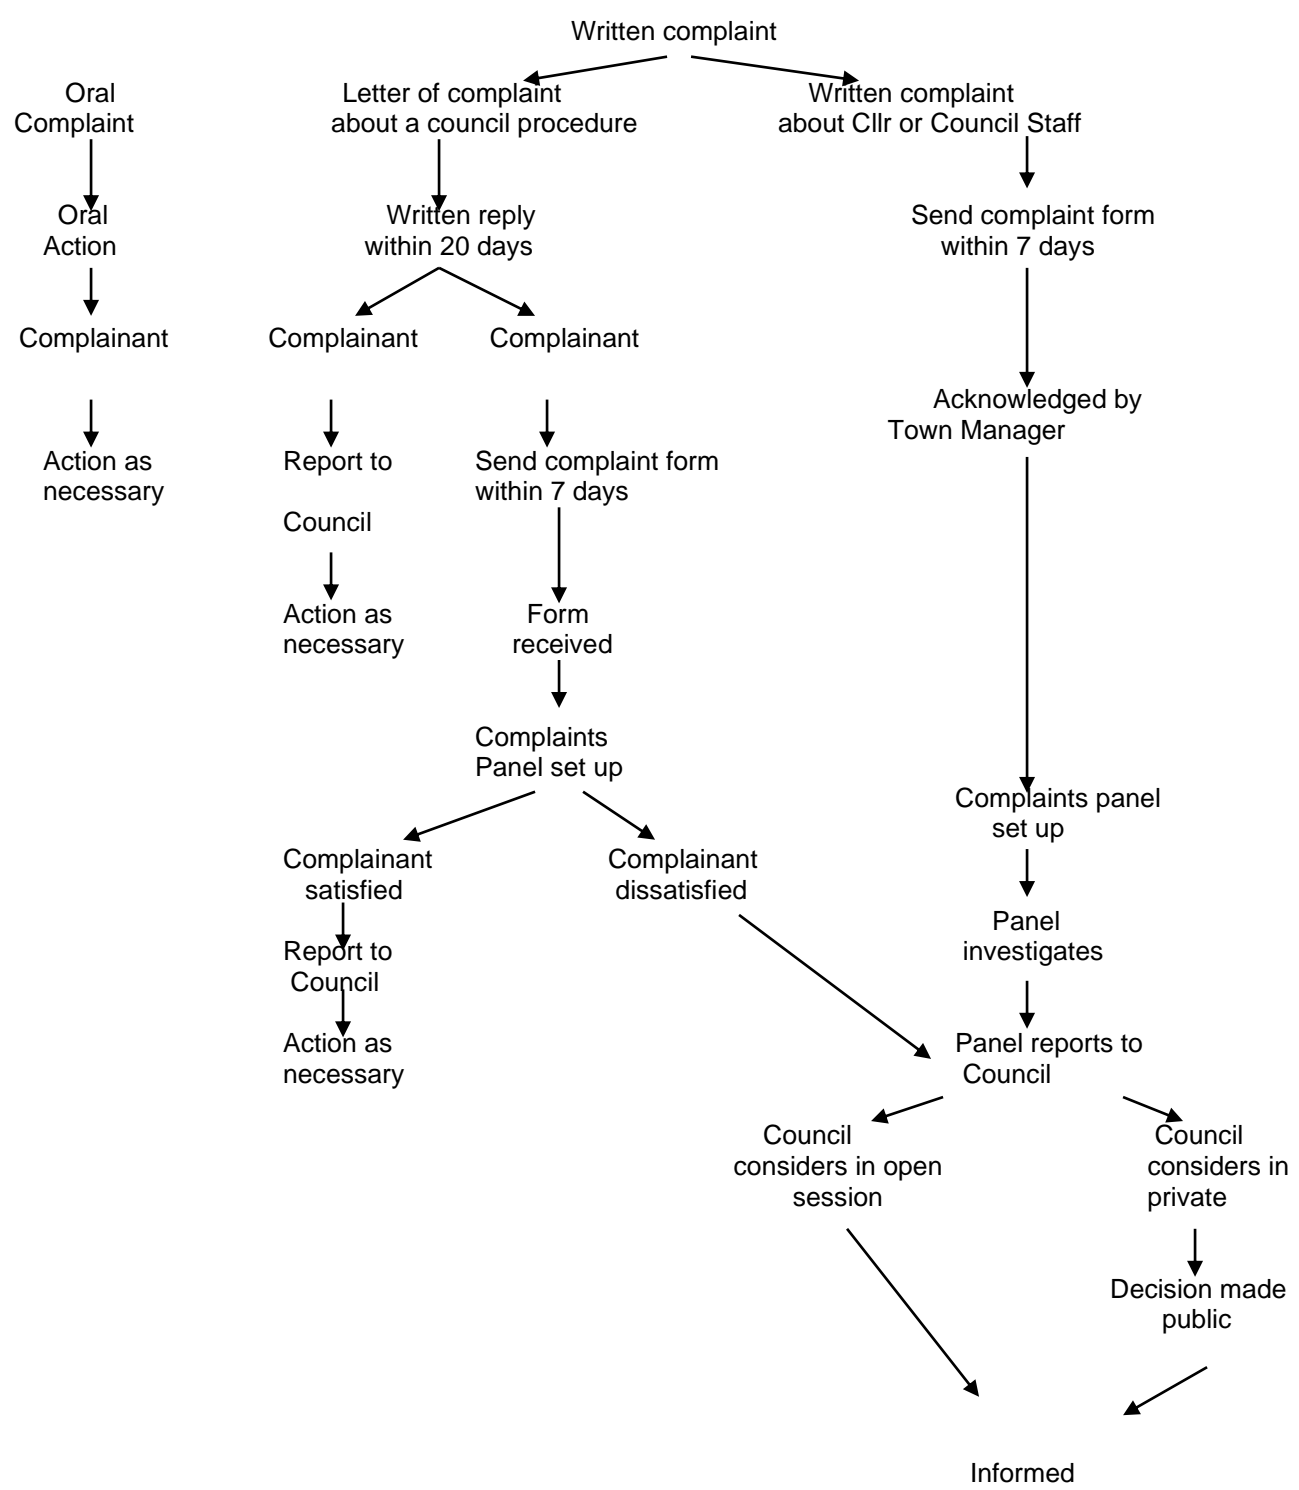 Written complaint
Oral
Complaint
Letter of complaint
about a council procedure
Written complaint
about Cllr or Council Staff
Oral
Action
Written reply
within 20 days
Send complaint form
within 7 days
Complainant
Complainant
Complainant
Acknowledged by
Town Manager
Action as
necessary
Report to
Council
Send complaint form
within 7 days
Action as
necessary
Form
received
Complaints
Panel set up
Complaints panel
set up
Complainant
satisfied
Complainant
dissatisfied
Panel
investigates
Report to
Council
Action as
necessary
Panel reports to
Council
Council
considers in open
session
Council
considers in
private
Decision made
public
Informed